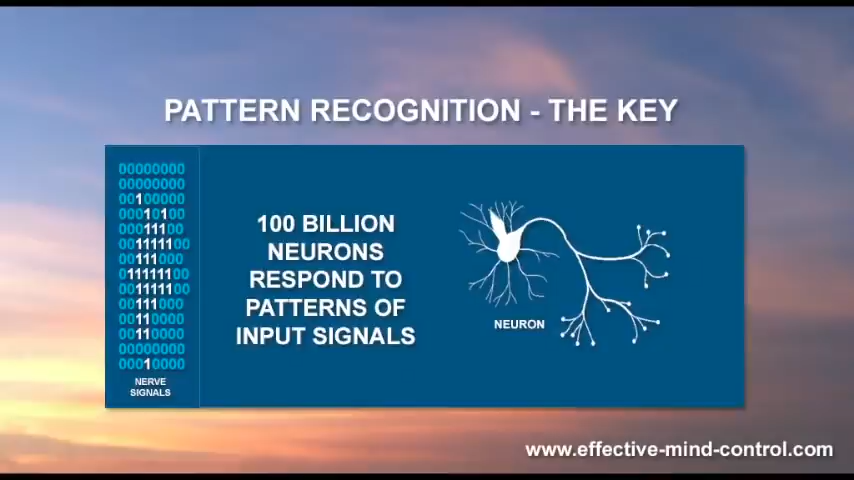 PATTERN RECOGNITION - THE KEY
00000000
00000000
00100000
00010100
00011100
0011111100
00111000
0111111100
0011111100
00111000
00110000
00110000
00000000
00010000
NERVE
SIGNALS
100 BILLION
NEURONS
RESPOND TO
PATTERNS OF
INPUT SIGNALS
NEURON
www.effective-mind-control.com